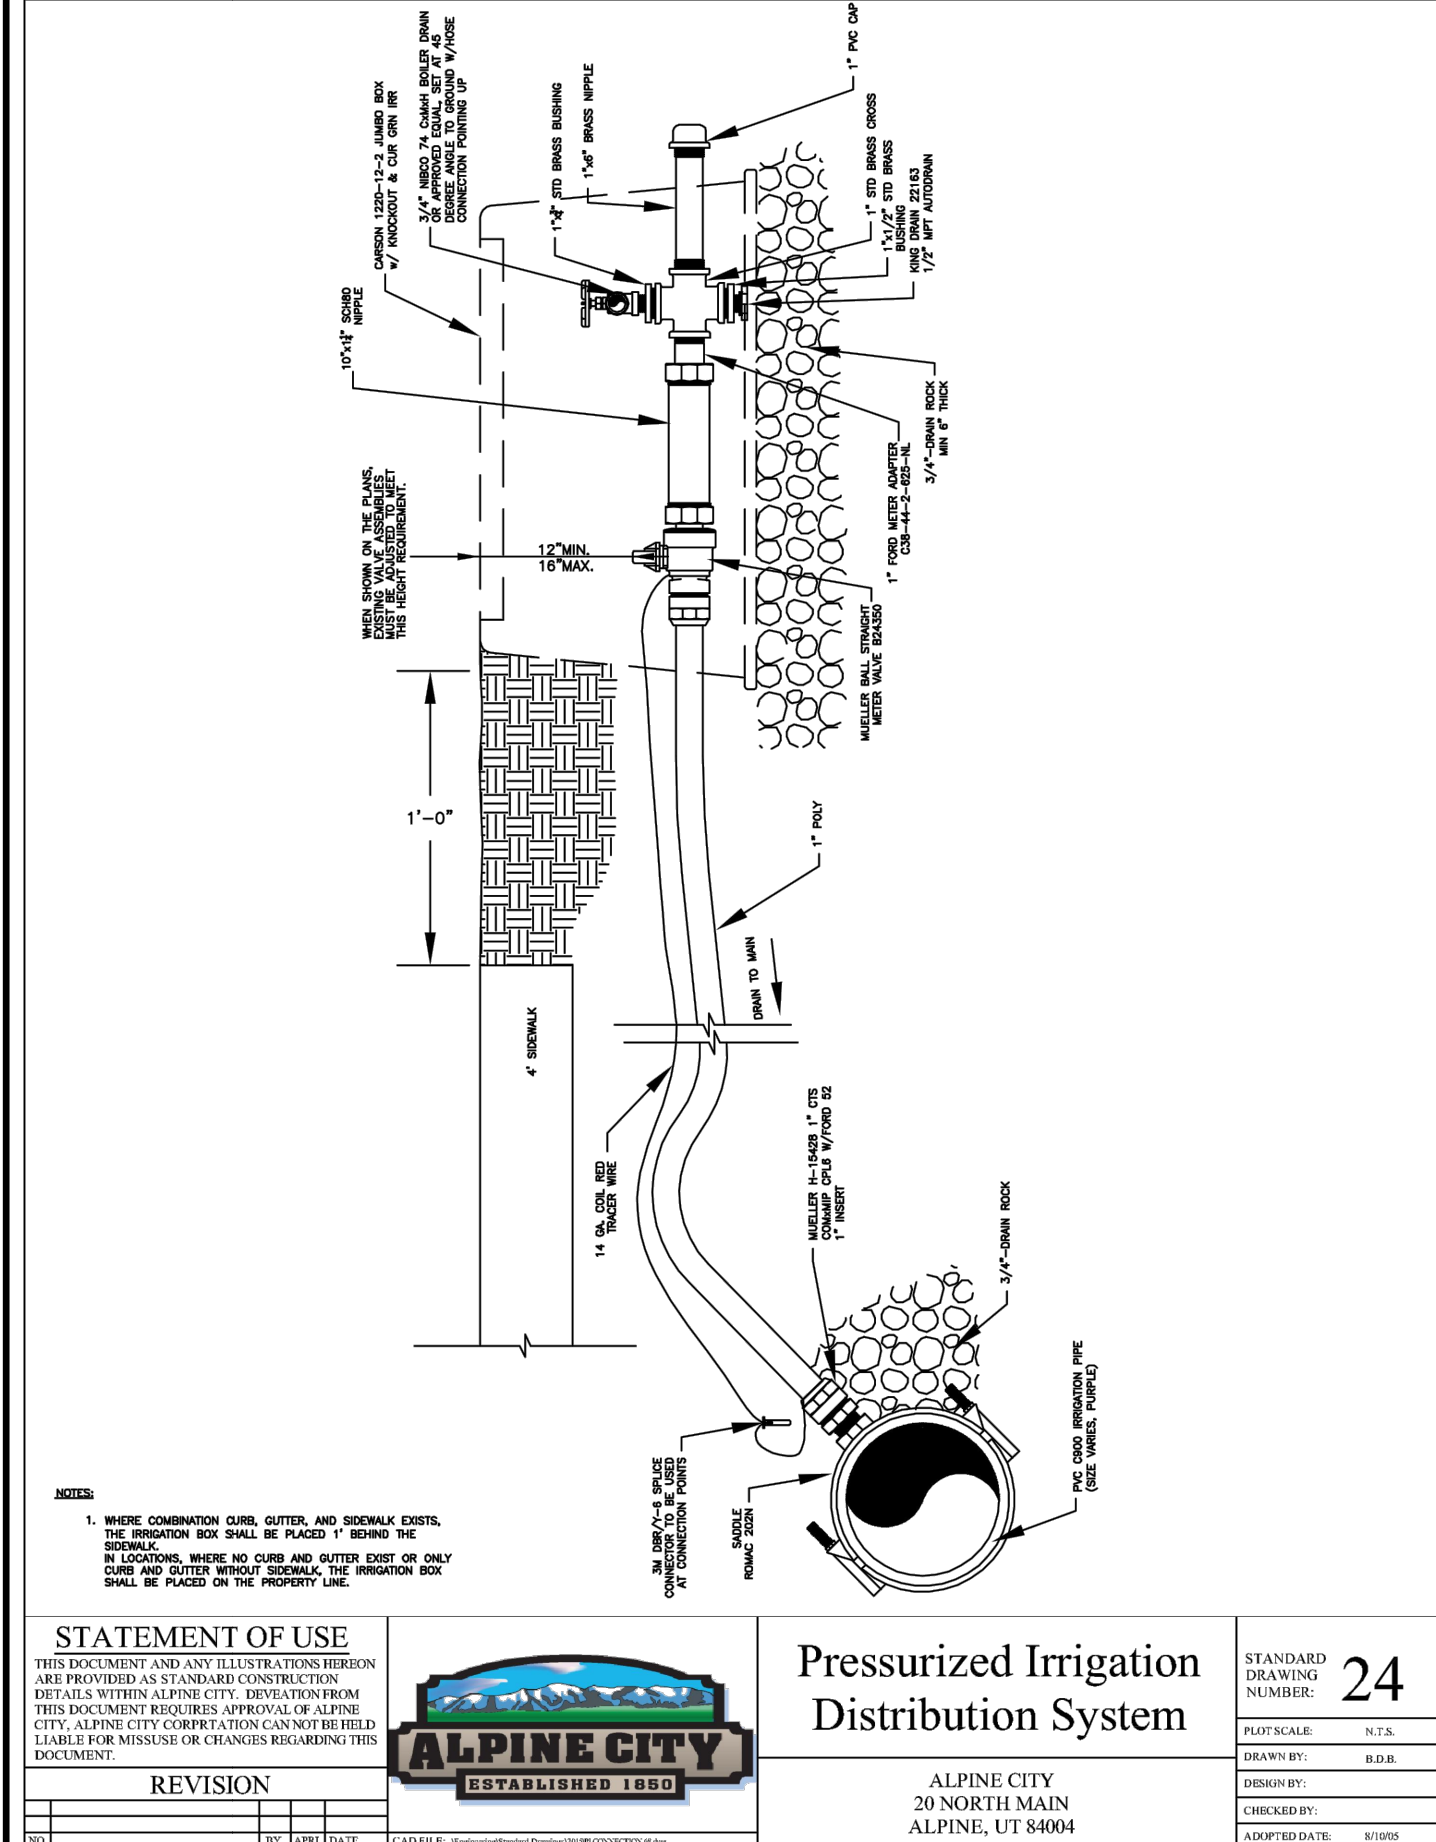 1" PVC CAP
3/4" NIBCO 74 CxMxH BOILER DRAIN
OR APPROVED EQUAL, SET AT 45
DEGREE ANGLE TO GROUND W/HOSE
CONNECTION POINTING UP
CARSON 1220-12-2 JUMBO BOX
w/ KNOCKOUT & CUR GRN IRR
1"x3/4" STD BRASS BUSHING
1"x6" BRASS NIPPLE
1" STD BRASS CROSS
1"x1/2" STD BRASS
BUSHING
KING DRAIN 22163
1/2" MPT AUTODRAIN
10"x1¼" SCH80
NIPPLE
3/4"-DRAIN ROCK
MIN 6" THICK
1" FORD METER ADAPTER
C38-44-2-625-NL
WHEN SHOWN ON THE PLANS,
EXISTING VALVE ASSEMBLIES
MUST BE ADJUSTED TO MEET
THIS HEIGHT REQUIREMENT.
12"MIN.
16"MAX.
MUELLER BALL STRAIGHT
METER VALVE B24350
1'-0"
1" POLY
DRAIN TO MAIN
4' SIDEWALK
14 GA. COIL RED
TRACER WIRE
MUELLER H-15428 1" CTS
COMxMIP CPL6 W/FORD 52
1" INSERT
3/4"-DRAIN ROCK
PVC C900 IRRIGATION PIPE
(SIZE VARIES, PURPLE)
3M DBR/Y-6 SPLICE
CONNECTOR TO BE USED
AT CONNECTION POINTS
SADDLE
ROMAC 202N
NOTES:
1. WHERE COMBINATION CURB, GUTTER, AND SIDEWALK EXISTS,
THE IRRIGATION BOX SHALL BE PLACED 1' BEHIND THE
SIDEWALK.
IN LOCATIONS, WHERE NO CURB AND GUTTER EXIST OR ONLY
CURB AND GUTTER WITHOUT SIDEWALK, THE IRRIGATION BOX
SHALL BE PLACED ON THE PROPERTY LINE.
STATEMENT OF USE
THIS DOCUMENT AND ANY ILLUSTRATIONS HEREON
ARE PROVIDED AS STANDARD CONSTRUCTION
DETAILS WITHIN ALPINE CITY. DEVEATION FROM
THIS DOCUMENT REQUIRES APPROVAL OF ALPINE
CITY, ALPINE CITY CORPRTATION CAN NOT BE HELD
LIABLE FOR MISSUSE OR CHANGES REGARDING THIS
DOCUMENT.
REVISION
NO. BY APRI. DATE
ALPINE CITY
ESTABLISHED 1850
CAD FILE:
Pressurized Irrigation
Distribution System
ALPINE CITY
20 NORTH MAIN
ALPINE, UT 84004
STANDARD
DRAWING
NUMBER:
24
PLOT SCALE: N.T.S.
DRAWN BY: B.D.B.
DESIGN BY:
CHECKED BY:
ADOPTED DATE: 8/10/05